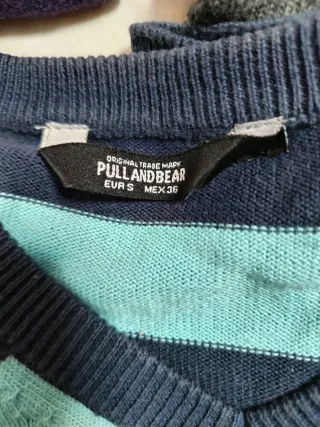 ORIGINAL TRADE MARK
PULLANDBEAR
EUR S MEX 36